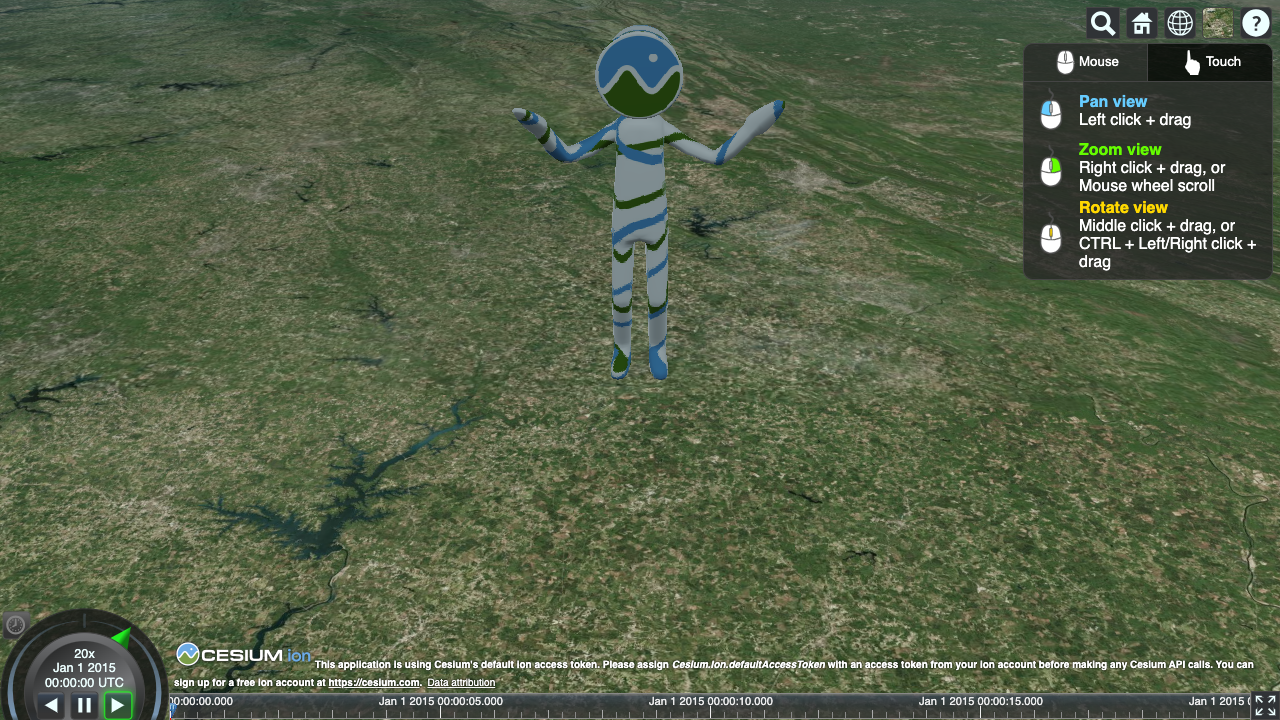 Mouse
Touch
Pan view
Left click + drag
Zoom view
Right click + drag, or
Mouse wheel scroll
Rotate view
Middle click + drag, or
CTRL + Left/Right click +
drag
20x
Jan 1 2015
00:00:00 UTC
CESIUM ion
This application is using Cesium's default ion access token. Please assign Cesium.Ion.defaultAccessToken with an access token from your ion account before making any Cesium API calls. You can
sign up for a free ion account at https://cesium.com. Data attribution
00:00:00.000 Jan 1 2015 00:00:05.000 Jan 1 2015 00:00:10.000 Jan 1 2015 00:00:15.000 Jan 1 2015